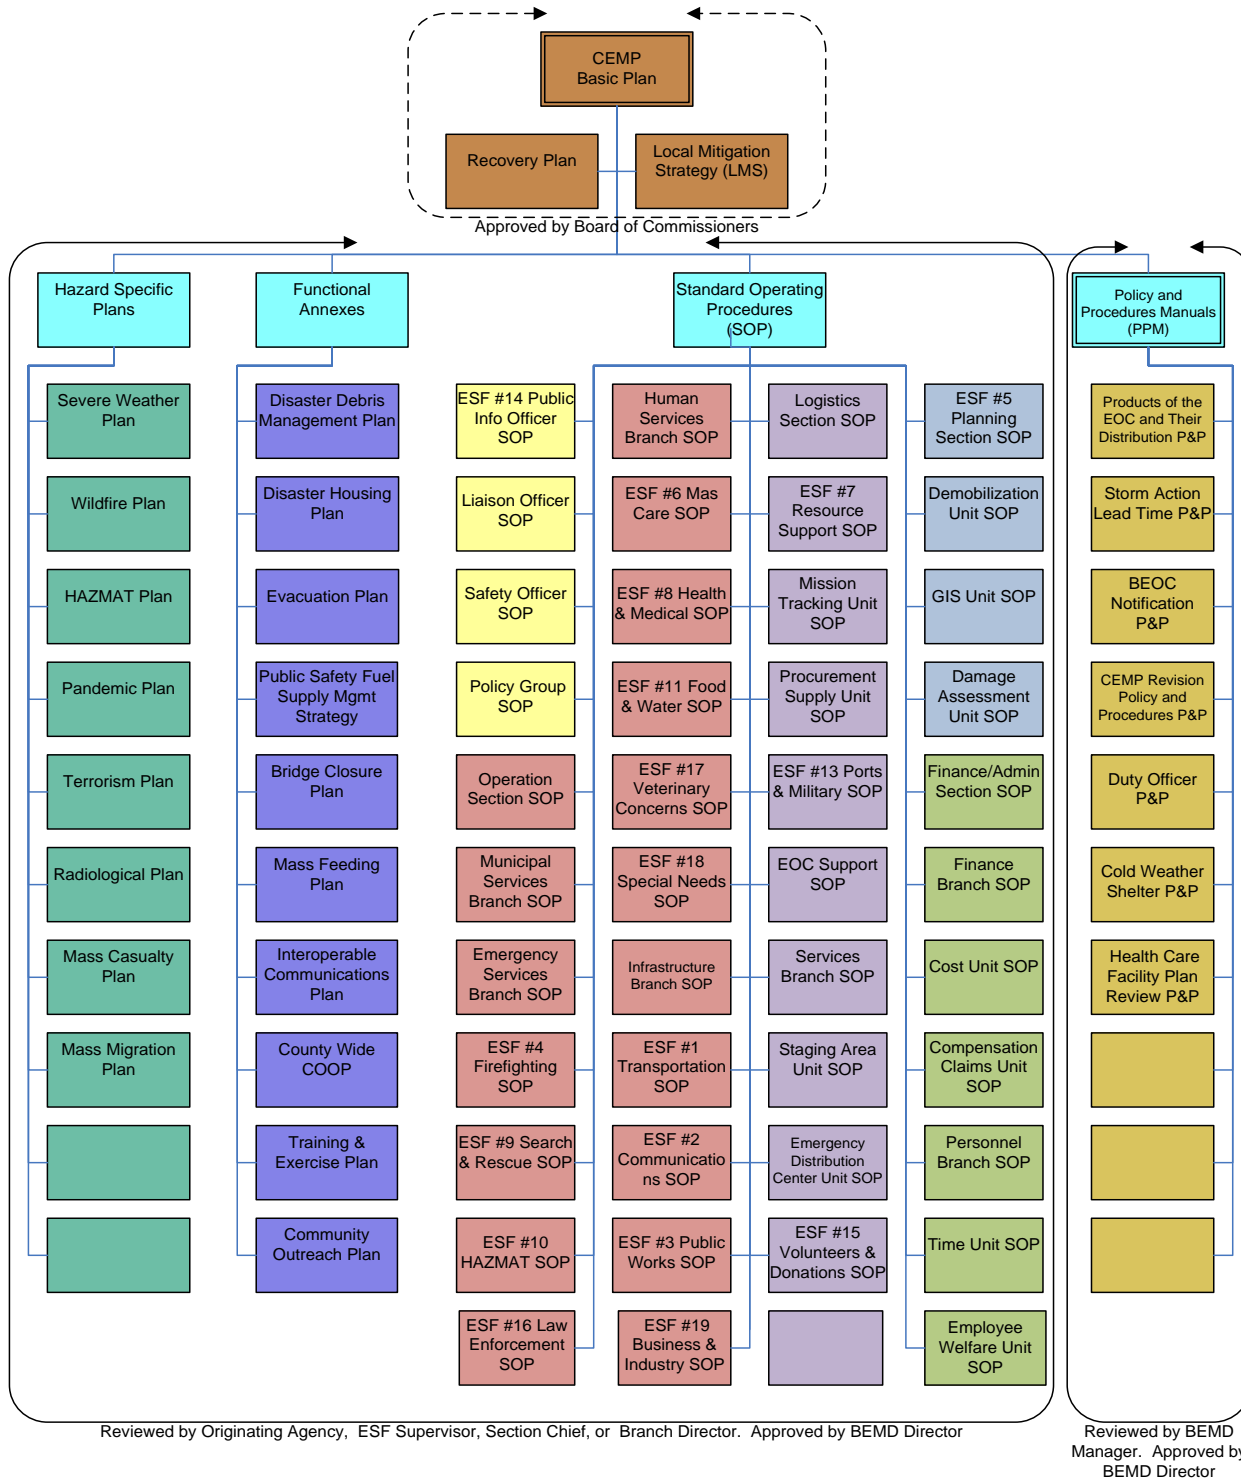 CEMP
Basic Plan
Recovery Plan
Local Mitigation
Strategy (LMS)
Approved by Board of Commissioners
Hazard Specific
Plans
Functional
Annexes
Standard Operating
Procedures
(SOP)
Policy and
Procedures Manuals
(PPM)
Severe Weather
Plan
Wildfire Plan
HAZMAT Plan
Pandemic Plan
Terrorism Plan
Radiological Plan
Mass Casualty
Plan
Mass Migration
Plan
Disaster Debris
Management Plan
Disaster Housing
Plan
Evacuation Plan
Public Safety Fuel
Supply Mgmt
Strategy
Bridge Closure
Plan
Mass Feeding
Plan
Interoperable
Communications
Plan
County Wide
COOP
Training &
Exercise Plan
Community
Outreach Plan
ESF #14 Public
Info Officer
SOP
Liaison Officer
SOP
Safety Officer
SOP
Policy Group
SOP
Operation
Section SOP
Municipal
Services
Branch SOP
Emergency
Services
Branch SOP
ESF #4
Firefighting
SOP
ESF #9 Search
& Rescue SOP
ESF #10
HAZMAT SOP
ESF #16 Law
Enforcement
SOP
Human
Services
Branch SOP
ESF #6 Mas
Care SOP
ESF #8 Health
& Medical SOP
ESF #11 Food
& Water SOP
ESF #17
Veterinary
Concerns SOP
ESF #18
Special Needs
SOP
Infrastructure
Branch SOP
ESF #1
Transportation
SOP
ESF #2
Communicatio
ns SOP
ESF #3 Public
Works SOP
ESF #19
Business &
Industry SOP
Logistics
Section SOP
ESF #7
Resource
Support SOP
Mission
Tracking Unit
SOP
Procurement
Supply Unit
SOP
ESF #13 Ports
& Military SOP
EOC Support
SOP
Services
Branch SOP
Staging Area
Unit SOP
Emergency
Distribution
Center Unit SOP
ESF #15
Volunteers &
Donations SOP
ESF #5
Planning
Section SOP
Demobilization
Unit SOP
GIS Unit SOP
Damage
Assessment
Unit SOP
Finance/Admin
Section SOP
Finance
Branch SOP
Cost Unit SOP
Compensation
Claims Unit
SOP
Personnel
Branch SOP
Time Unit SOP
Employee
Welfare Unit
SOP
Products of the
EOC and Their
Distribution P&P
Storm Action
Lead Time P&P
BEOC
Notification
P&P
CEMP Revision
Policy and
Procedures P&P
Duty Officer
P&P
Cold Weather
Shelter P&P
Health Care
Facility Plan
Review P&P
Reviewed by Originating Agency, ESF Supervisor, Section Chief, or Branch Director. Approved by BEMD Director
Reviewed by BEMD
Manager. Approved by
BEMD Director